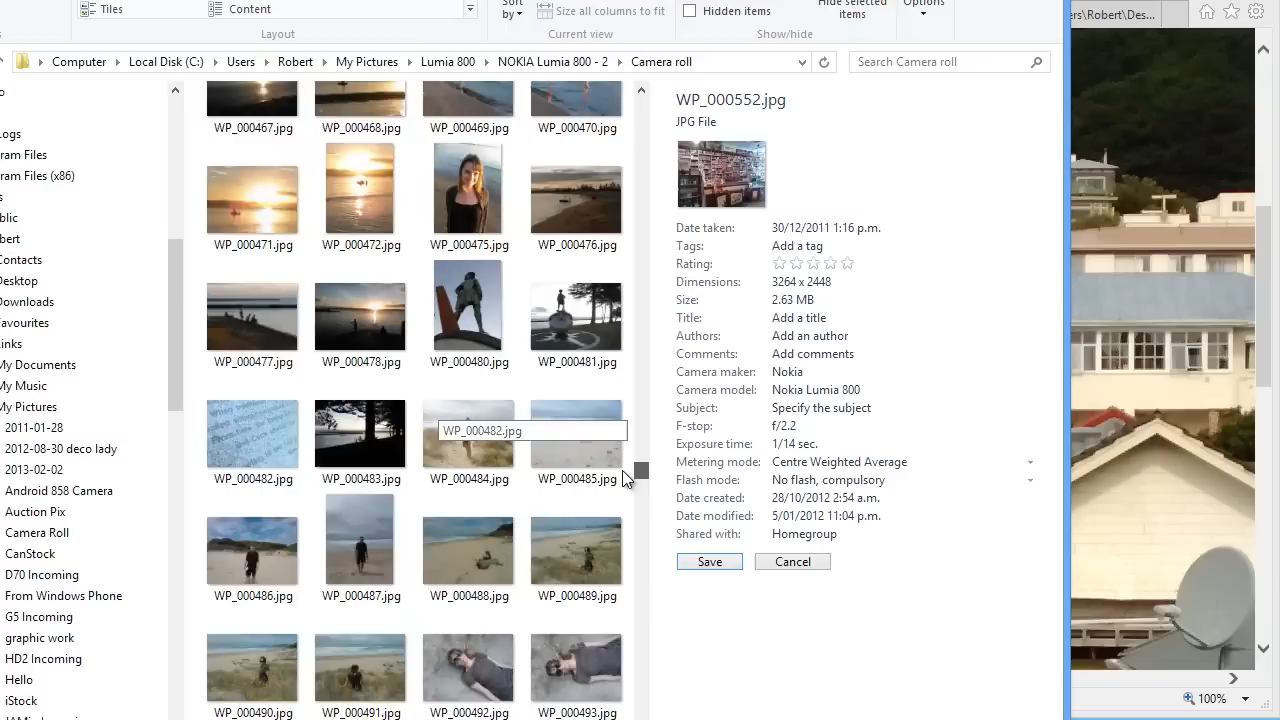 Tiles
Content
Sort
by
Size all columns to fit
Hidden items
Hide selected
items
Options
Layout
Current view
Show/hide
ers\Robert\Des...
Computer
Local Disk (C:)
Users
Robert
My Pictures
Lumia 800
NOKIA Lumia 800 - 2
Camera roll
Search Camera roll
Logs
ram Files
ram Files (x86)
s
blic
bert
Contacts
Desktop
Downloads
Favourites
Links
My Documents
My Music
My Pictures
2011-01-28
2012-09-30 deco lady
2013-02-02
Android 858 Camera
Auction Pix
Camera Roll
CanStock
D70 Incoming
From Windows Phone
G5 Incoming
graphic work
HD2 Incoming
Hello
iStock
WP_000467.jpg
WP_000468.jpg
WP_000469.jpg
WP_000470.jpg
WP_000471.jpg
WP_000472.jpg
WP_000475.jpg
WP_000476.jpg
WP_000477.jpg
WP_000478.jpg
WP_000480.jpg
WP_000481.jpg
WP_000482.jpg
WP_000482.jpg
WP_000483.jpg
WP_000484.jpg
WP_000485.jpg
WP_000486.jpg
WP_000487.jpg
WP_000488.jpg
WP_000489.jpg
WP_000490.jpg
WP_000491.jpg
WP_000492.jpg
WP_000493.jpg
WP_000552.jpg
JPG File
Date taken: 30/12/2011 1:16 p.m.
Tags: Add a tag
Rating:
Dimensions: 3264 x 2448
Size: 2.63 MB
Title: Add a title
Authors: Add an author
Comments: Add comments
Camera maker: Nokia
Camera model: Nokia Lumia 800
Subject: Specify the subject
F-stop: f/2.2
Exposure time: 1/14 sec.
Metering mode: Centre Weighted Average
Flash mode: No flash, compulsory
Date created: 28/10/2012 2:54 a.m.
Date modified: 5/01/2012 11:04 p.m.
Shared with: Homegroup
Save
Cancel
100%